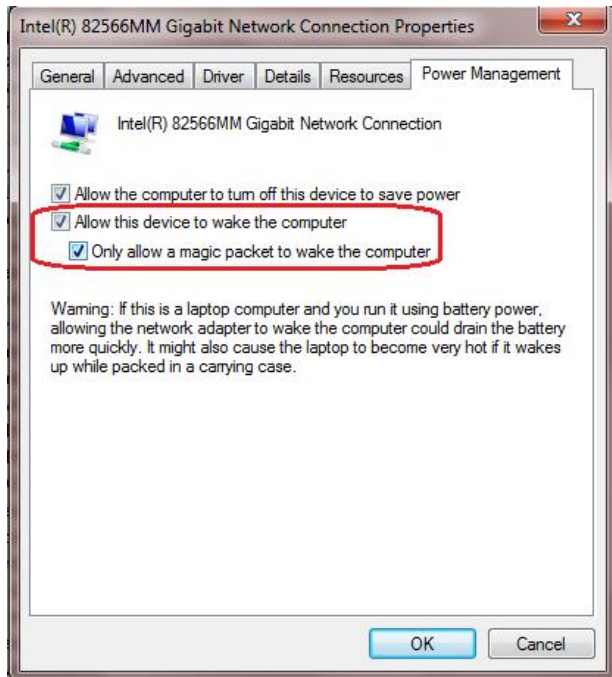 Intel(R) 82566MM Gigabit Network Connection Properties
X
General Advanced Driver Details Resources Power Management
Intel(R) 82566MM Gigabit Network Connection
Allow the computer to turn off this device to save power
Allow this device to wake the computer
Only allow a magic packet to wake the computer
Warning: If this is a laptop computer and you run it using battery power,
allowing the network adapter to wake the computer could drain the battery
more quickly. It might also cause the laptop to become very hot if it wakes
up while packed in a carrying case.
OK Cancel